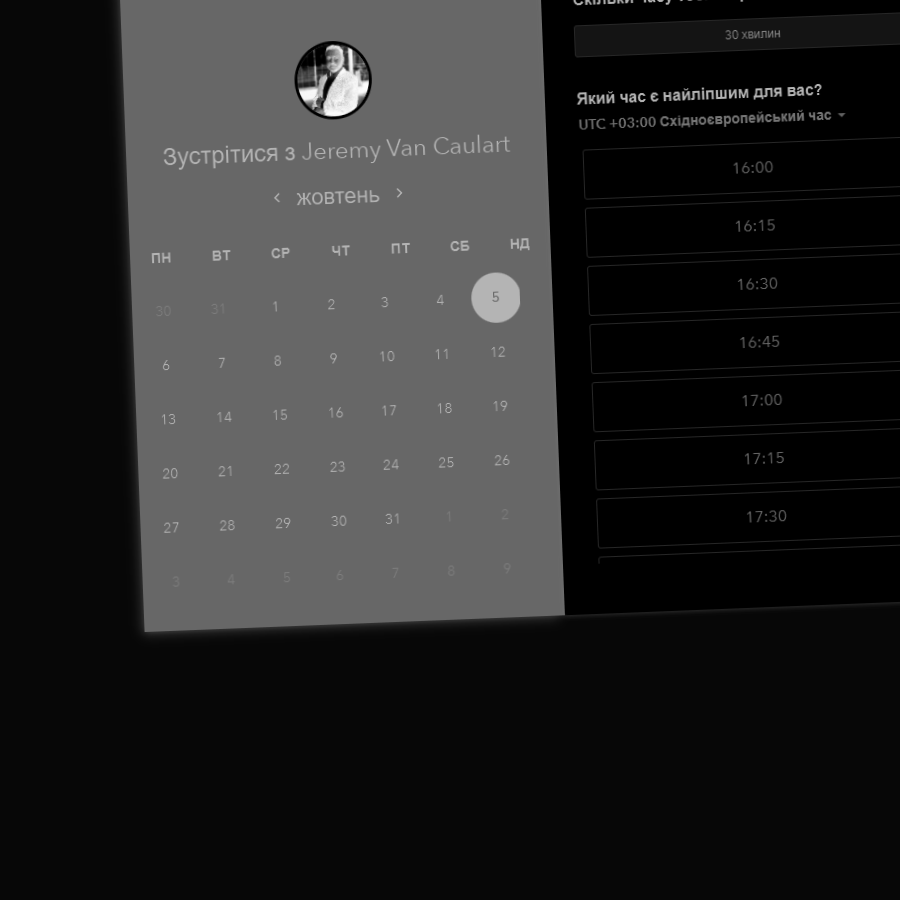 Зустрітися з Jeremy Van Caulart
жовтень
ПН ВТ СР ЧТ ПТ СБ НД
30 31 1 2 3 4 5
6 7 8 9 10 11 12
13 14 15 16 17 18 19
20 21 22 23 24 25 26
27 28 29 30 31 1 2
3 4 5 6 7 8 9
Скільки часу
30 хвилин
Який час є найліпшим для вас?
UTC +03:00 Східноєвропейський час
16:00
16:15
16:30
16:45
17:00
17:15
17:30